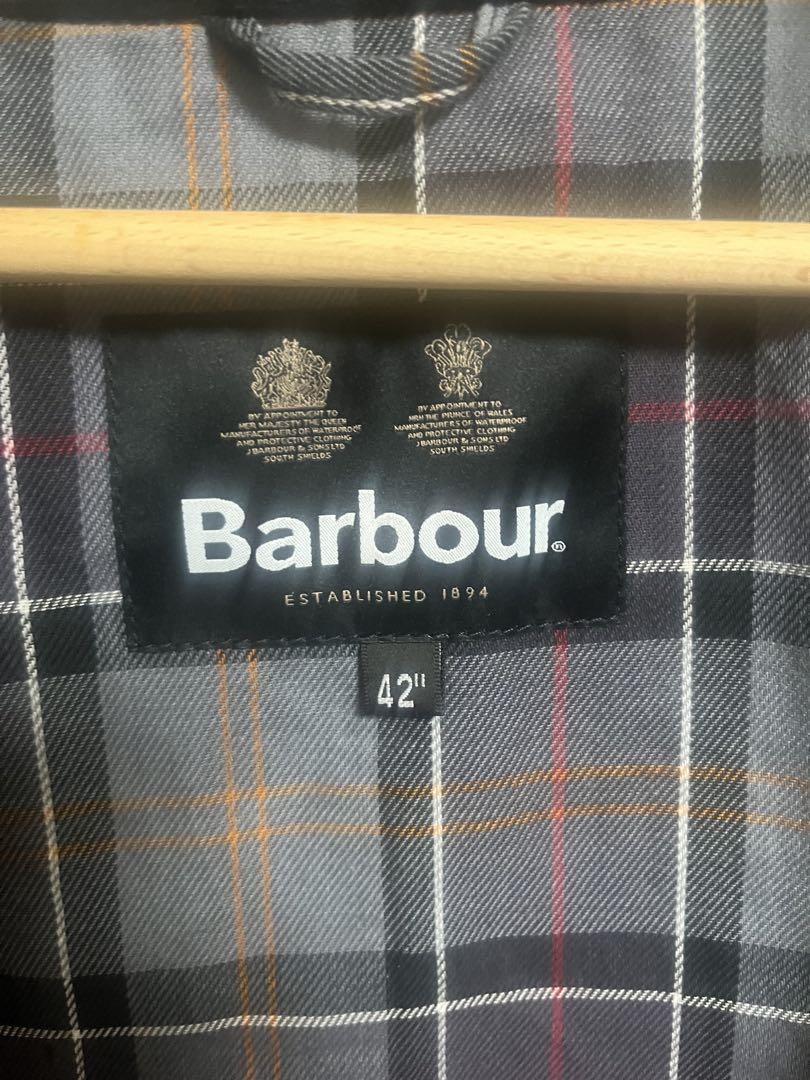 BY APPOINTMENT TO
HER MAJESTY THE QUEEN
MANUFACTURERS OF WATERPROOF
AND PROTECTIVE CLOTHING
J BARBOUR & SONS LTD
SOUTH SHIELDS
BY APPOINTMENT TO
HRH THE PRINCE OF WALES
MANUFACTURERS OF WATERPROOF
AND PROTECTIVE CLOTHING
J BARBOUR & SONS LTD
SOUTH SHIELDS
Barbour®
ESTABLISHED 1894
42"